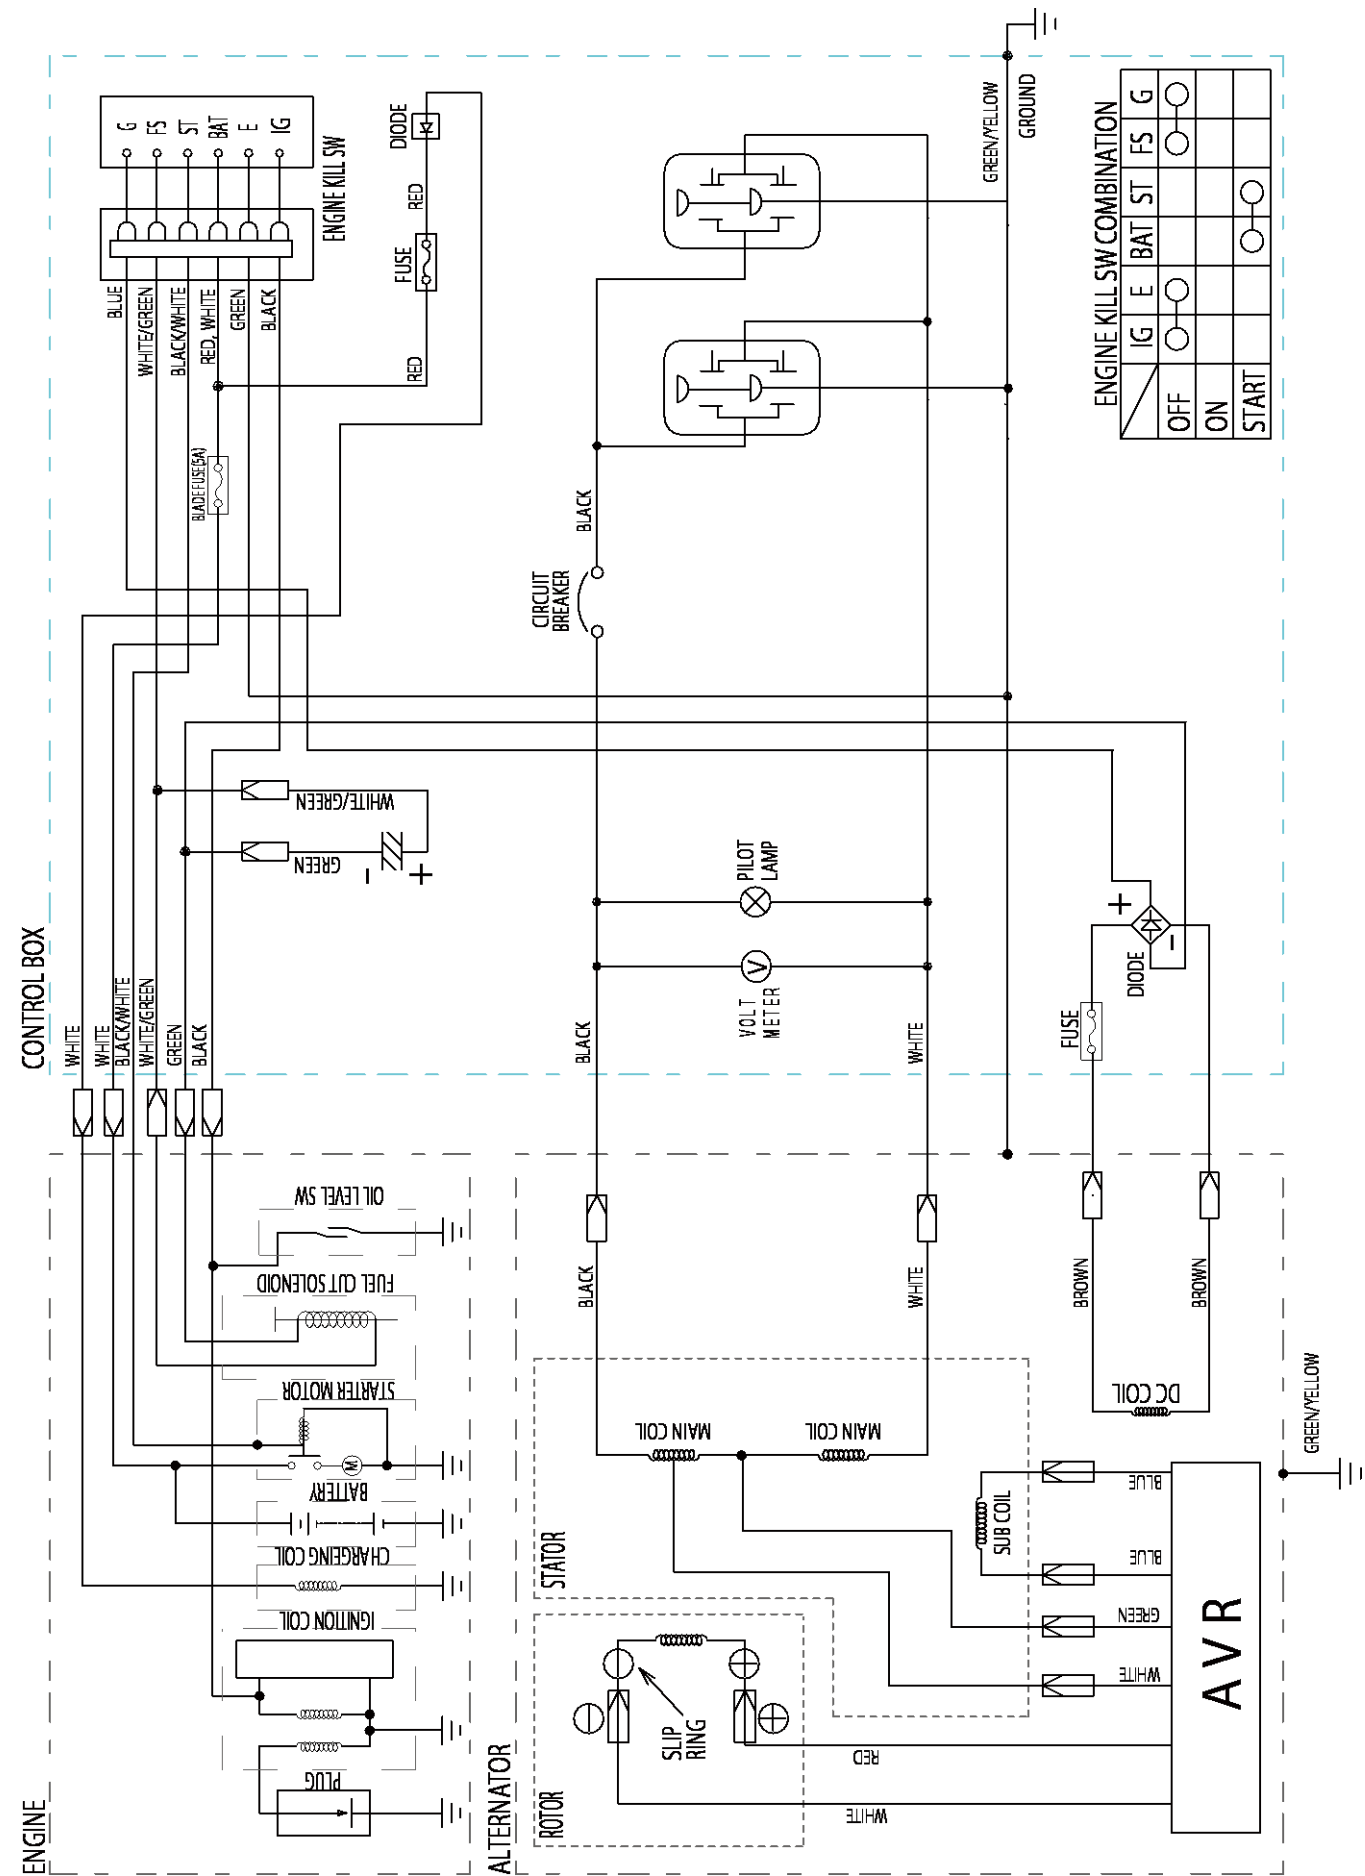 ENGINE KILL SW
G
FS
ST
BAT
E
IG
BLUE
WHITE/GREEN
BLACK/WHITE
RED, WHITE
GREEN
BLACK
BLADE FUSE(5A)
DIODE
RED
FUSE
RED
GREEN/YELLOW
GROUND
ENGINE KILL SW COMBINATION
IG E BAT ST FS G
OFF
ON
START
BLACK
CIRCUIT
BREAKER
WHITE/GREEN
GREEN
-
+
PILOT
LAMP
V
VOLT
METER
CONTROL BOX
WHITE
WHITE
BLACK/WHITE
WHITE/GREEN
GREEN
BLACK
BLACK
WHITE
+
-
DIODE
FUSE
ENGINE
OIL LEVEL SW
FUEL CUT SOLENOID
STARTER MOTOR
M
BATTERY
CHARGEING COIL
IGNITION COIL
PLUG
ALTERNATOR
BLACK
WHITE
BROWN
BROWN
DC COIL
MAIN COIL
MAIN COIL
STATOR
SUB COIL
BLUE
BLUE
GREEN
WHITE
GREEN/YELLOW
ROTOR
SLIP
RING
RED
WHITE
AVR